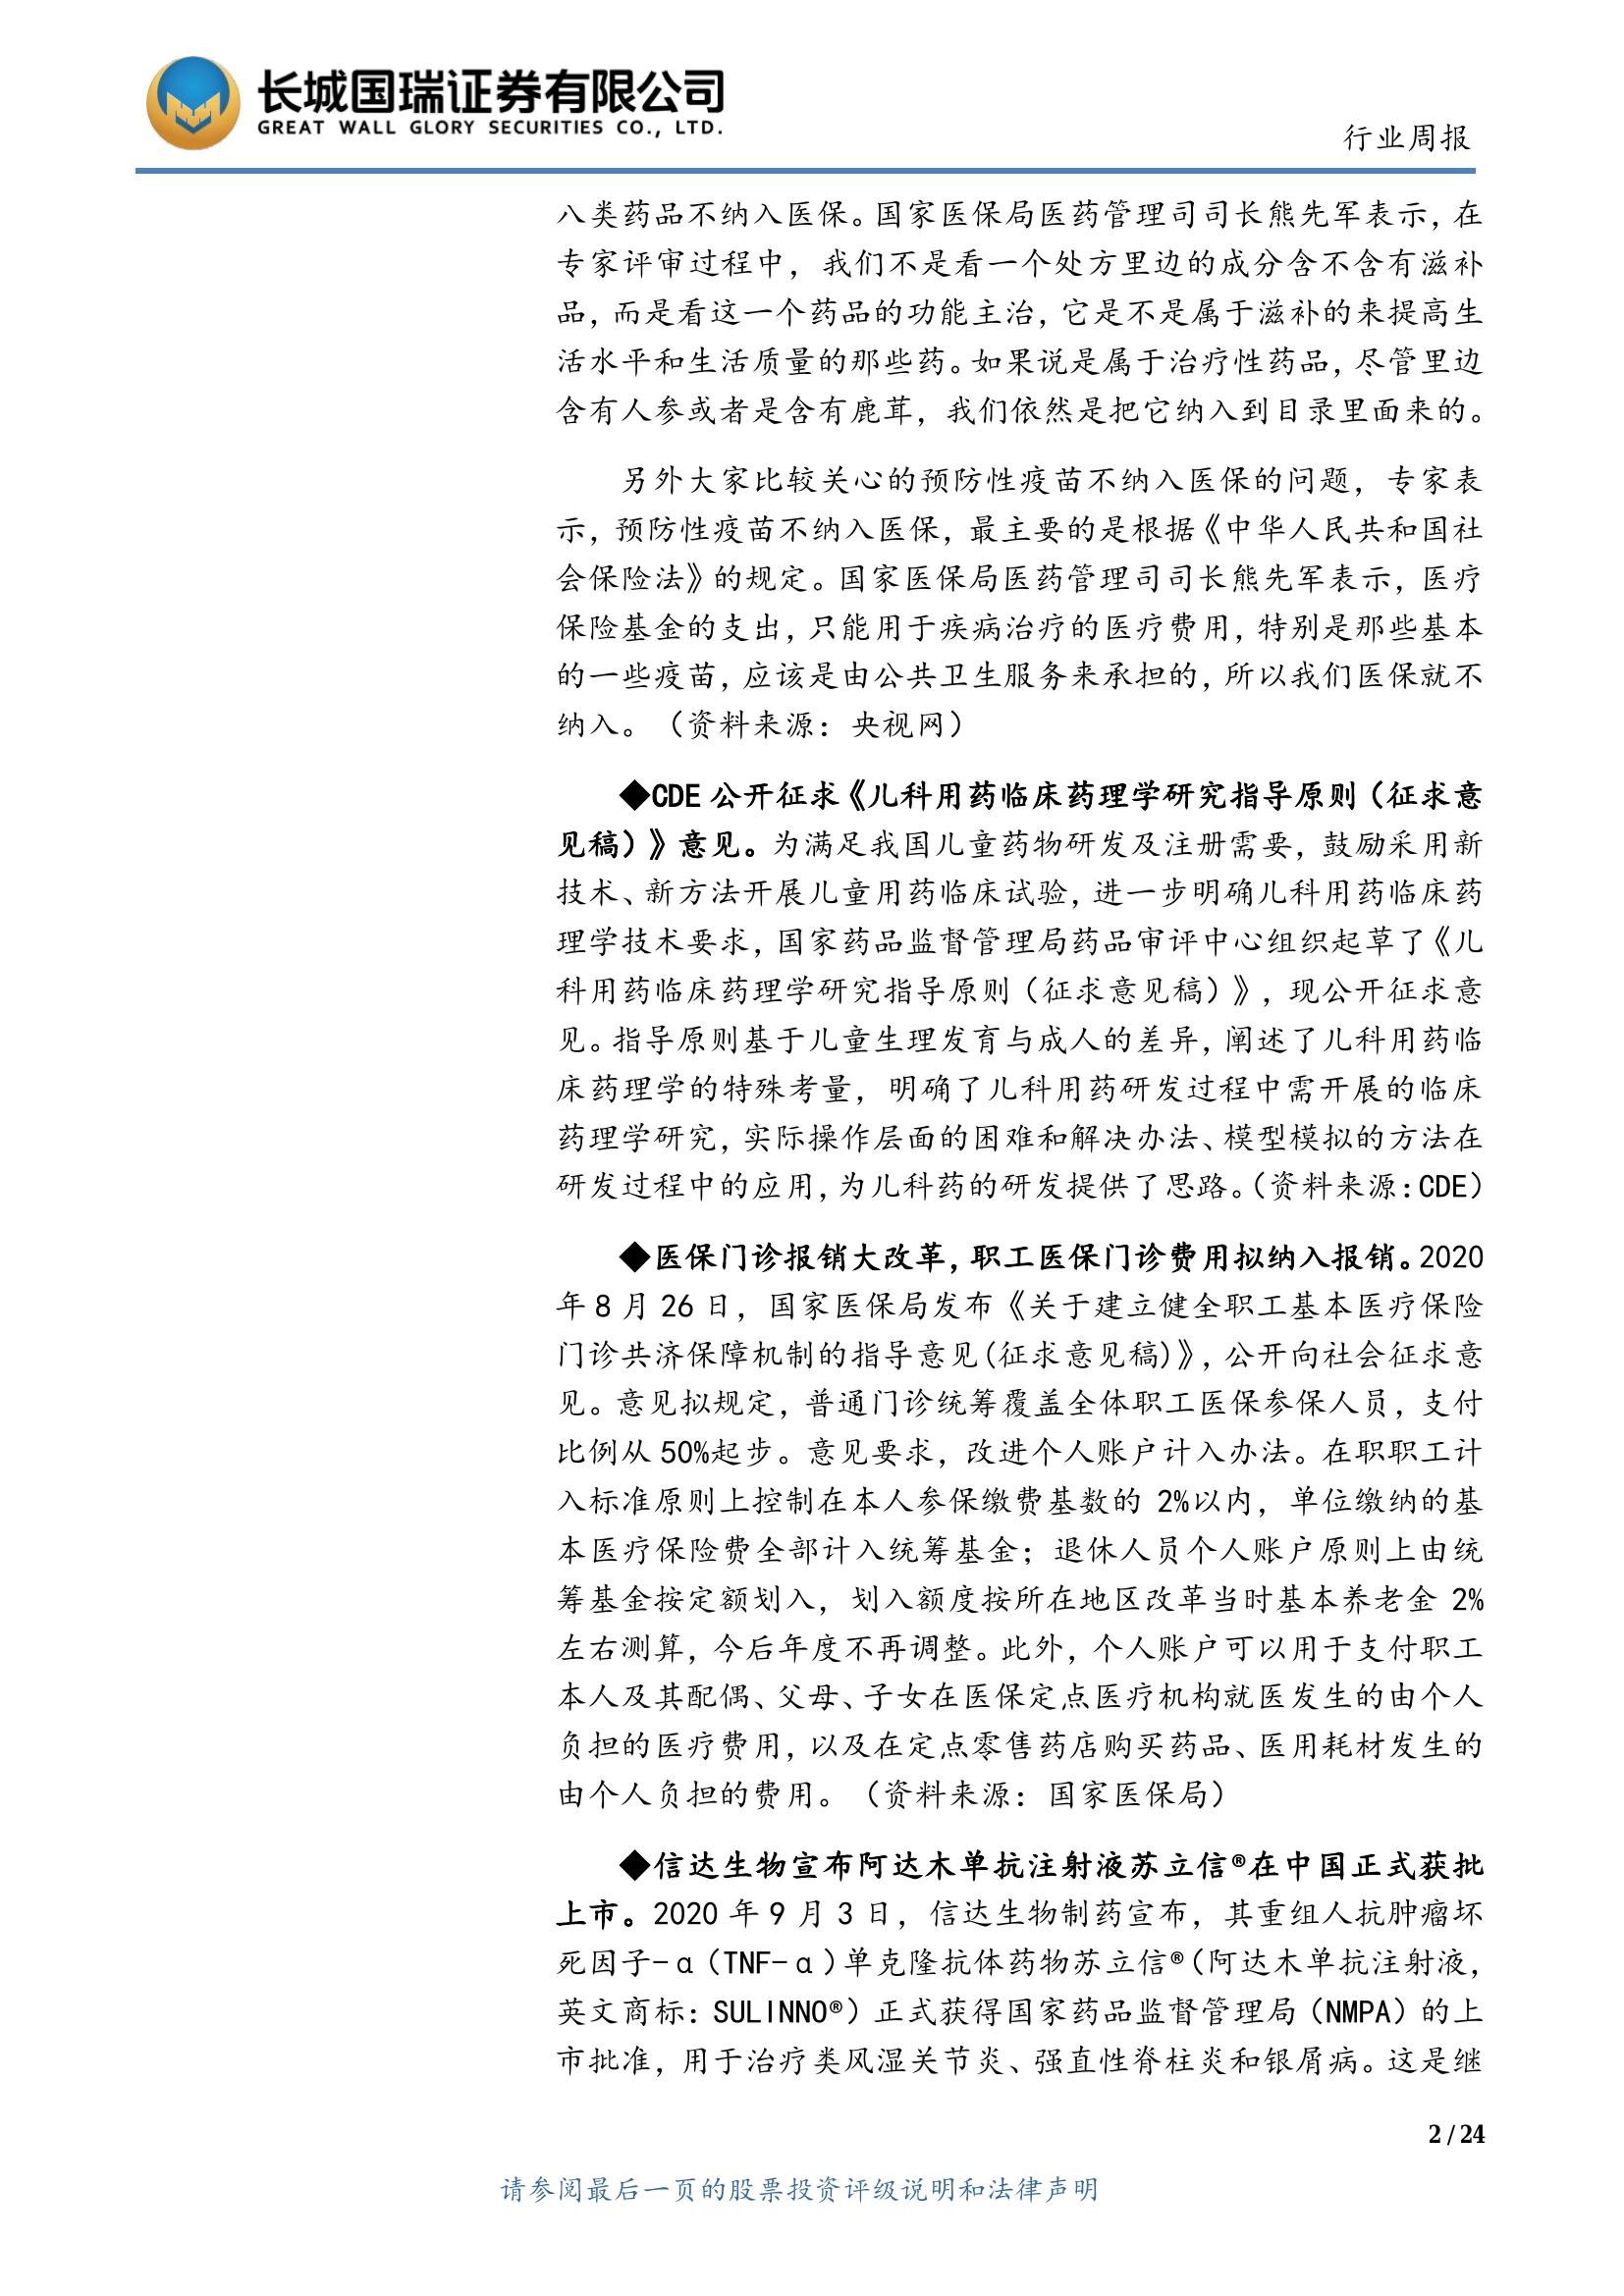 长城国瑞证券有限公司
GREAT WALL GLORY SECURITIES CO., LTD.
行业周报
八类药品不纳入医保。国家医保局医药管理司司长熊先军表示，在
专家评审过程中，我们不是看一个处方里边的成分含不含有滋补
品，而是看这一个药品的功能主治，它是不是属于滋补的来提高生
活水平和生活质量的那些药。如果说是属于治疗性药品，尽管里边
含有人参或者是含有鹿茸，我们依然是把它纳入到目录里面来的。
另外大家比较关心的预防性疫苗不纳入医保的问题，专家表
示，预防性疫苗不纳入医保，最主要的是根据《中华人民共和国社
会保险法》的规定。国家医保局医药管理司司长熊先军表示，医疗
保险基金的支出，只能用于疾病治疗的医疗费用，特别是那些基本
的一些疫苗，应该是由公共卫生服务来承担的，所以我们医保就不
纳入。（资料来源：央视网）
◆CDE 公开征求《儿科用药临床药理学研究指导原则（征求意
见稿）》意见。为满足我国儿童药物研发及注册需要，鼓励采用新
技术、新方法开展儿童用药临床试验，进一步明确儿科用药临床药
理学技术要求，国家药品监督管理局药品审评中心组织起草了《儿
科用药临床药理学研究指导原则（征求意见稿）》，现公开征求意
见。指导原则基于儿童生理发育与成人的差异，阐述了儿科用药临
床药理学的特殊考量，明确了儿科用药研发过程中需开展的临床
药理学研究，实际操作层面的困难和解决办法、模型模拟的方法在
研发过程中的应用，为儿科药的研发提供了思路。（资料来源：CDE）
◆医保门诊报销大改革，职工医保门诊费用拟纳入报销。2020
年 8 月 26 日，国家医保局发布《关于建立健全职工基本医疗保险
门诊共济保障机制的指导意见(征求意见稿)》，公开向社会征求意
见。意见拟规定，普通门诊统筹覆盖全体职工医保参保人员，支付
比例从 50%起步。意见要求，改进个人账户计入办法。在职职工计
入标准原则上控制在本人参保缴费基数的 2%以内，单位缴纳的基
本医疗保险费全部计入统筹基金；退休人员个人账户原则上由统
筹基金按定额划入，划入额度按所在地区改革当时基本养老金 2%
左右测算，今后年度不再调整。此外，个人账户可以用于支付职工
本人及其配偶、父母、子女在医保定点医疗机构就医发生的由个人
负担的医疗费用，以及在定点零售药店购买药品、医用耗材发生的
由个人负担的费用。（资料来源：国家医保局）
◆信达生物宣布阿达木单抗注射液苏立信®在中国正式获批
上市。2020 年 9 月 3 日，信达生物制药宣布，其重组人抗肿瘤坏
死因子-α（TNF-α）单克隆抗体药物苏立信®（阿达木单抗注射液，
英文商标：SULINNO®）正式获得国家药品监督管理局（NMPA）的上
市批准，用于治疗类风湿关节炎、强直性脊柱炎和银屑病。这是继
2 / 24
请参阅最后一页的股票投资评级说明和法律声明